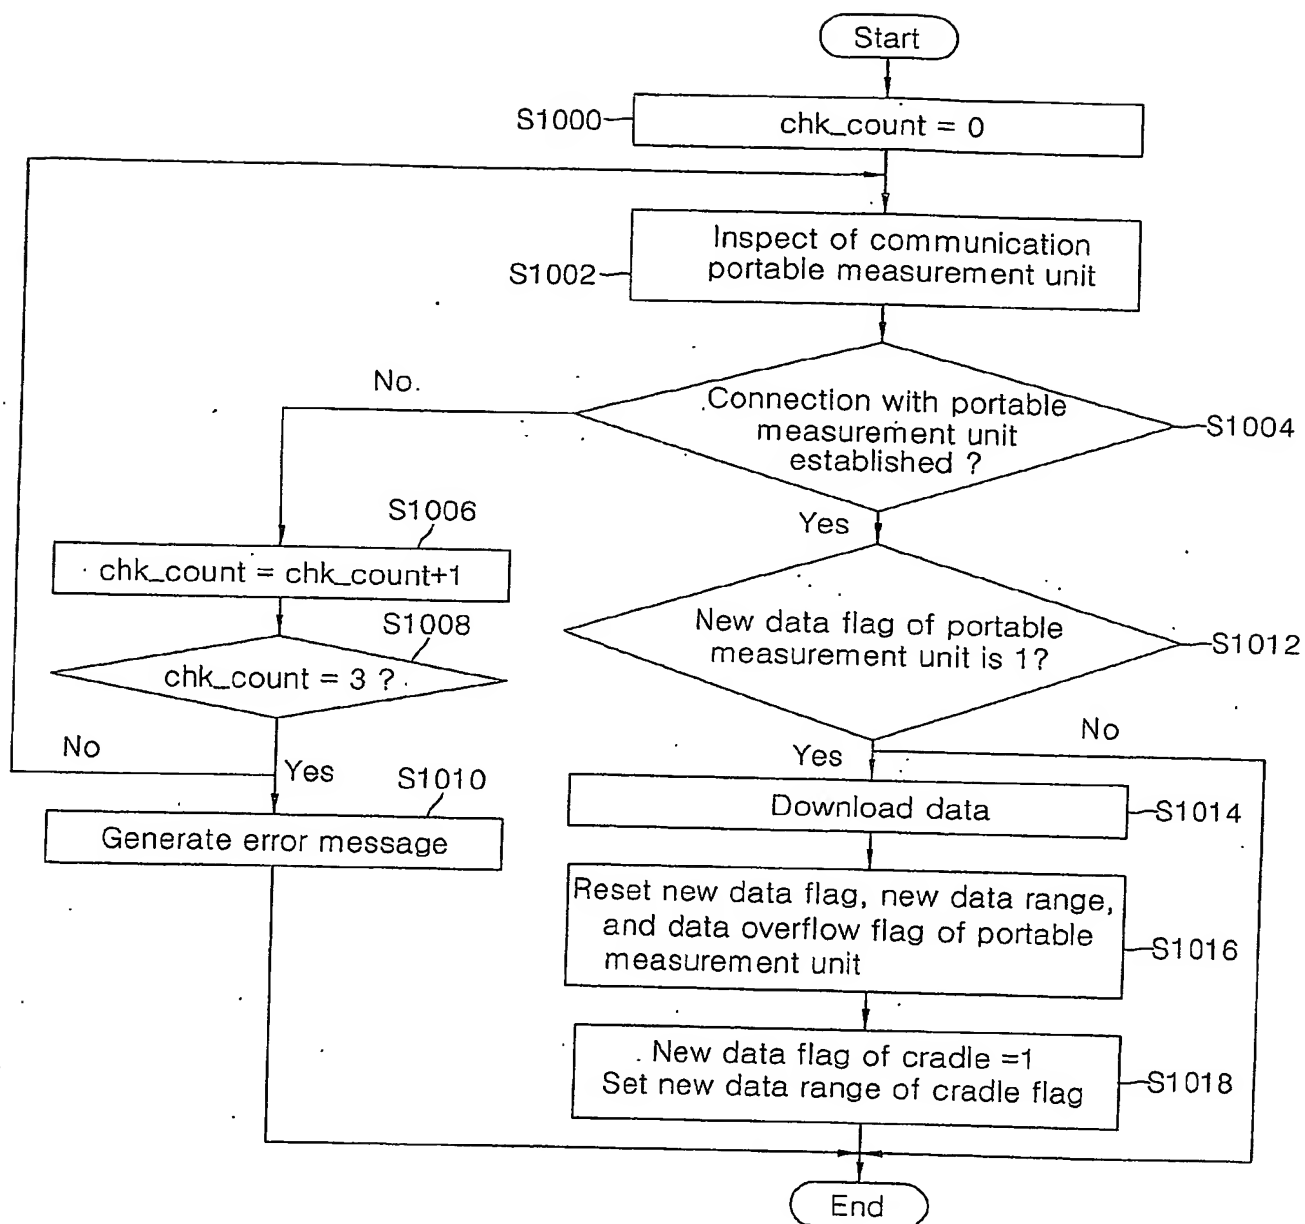 Start
S1000
chk_count = 0
Inspect of communication
portable measurement unit
S1002
No
Connection with portable
measurement unit
established ?
S1004
Yes
S1006
chk_count = chk_count+1
S1008
chk_count = 3 ?
New data flag of portable
measurement unit is 1?
S1012
No
Yes
No
Yes
S1010
Generate error message
Download data
S1014
Reset new data flag, new data range,
and data overflow flag of portable
measurement unit
S1016
New data flag of cradle =1
Set new data range of cradle flag
S1018
End